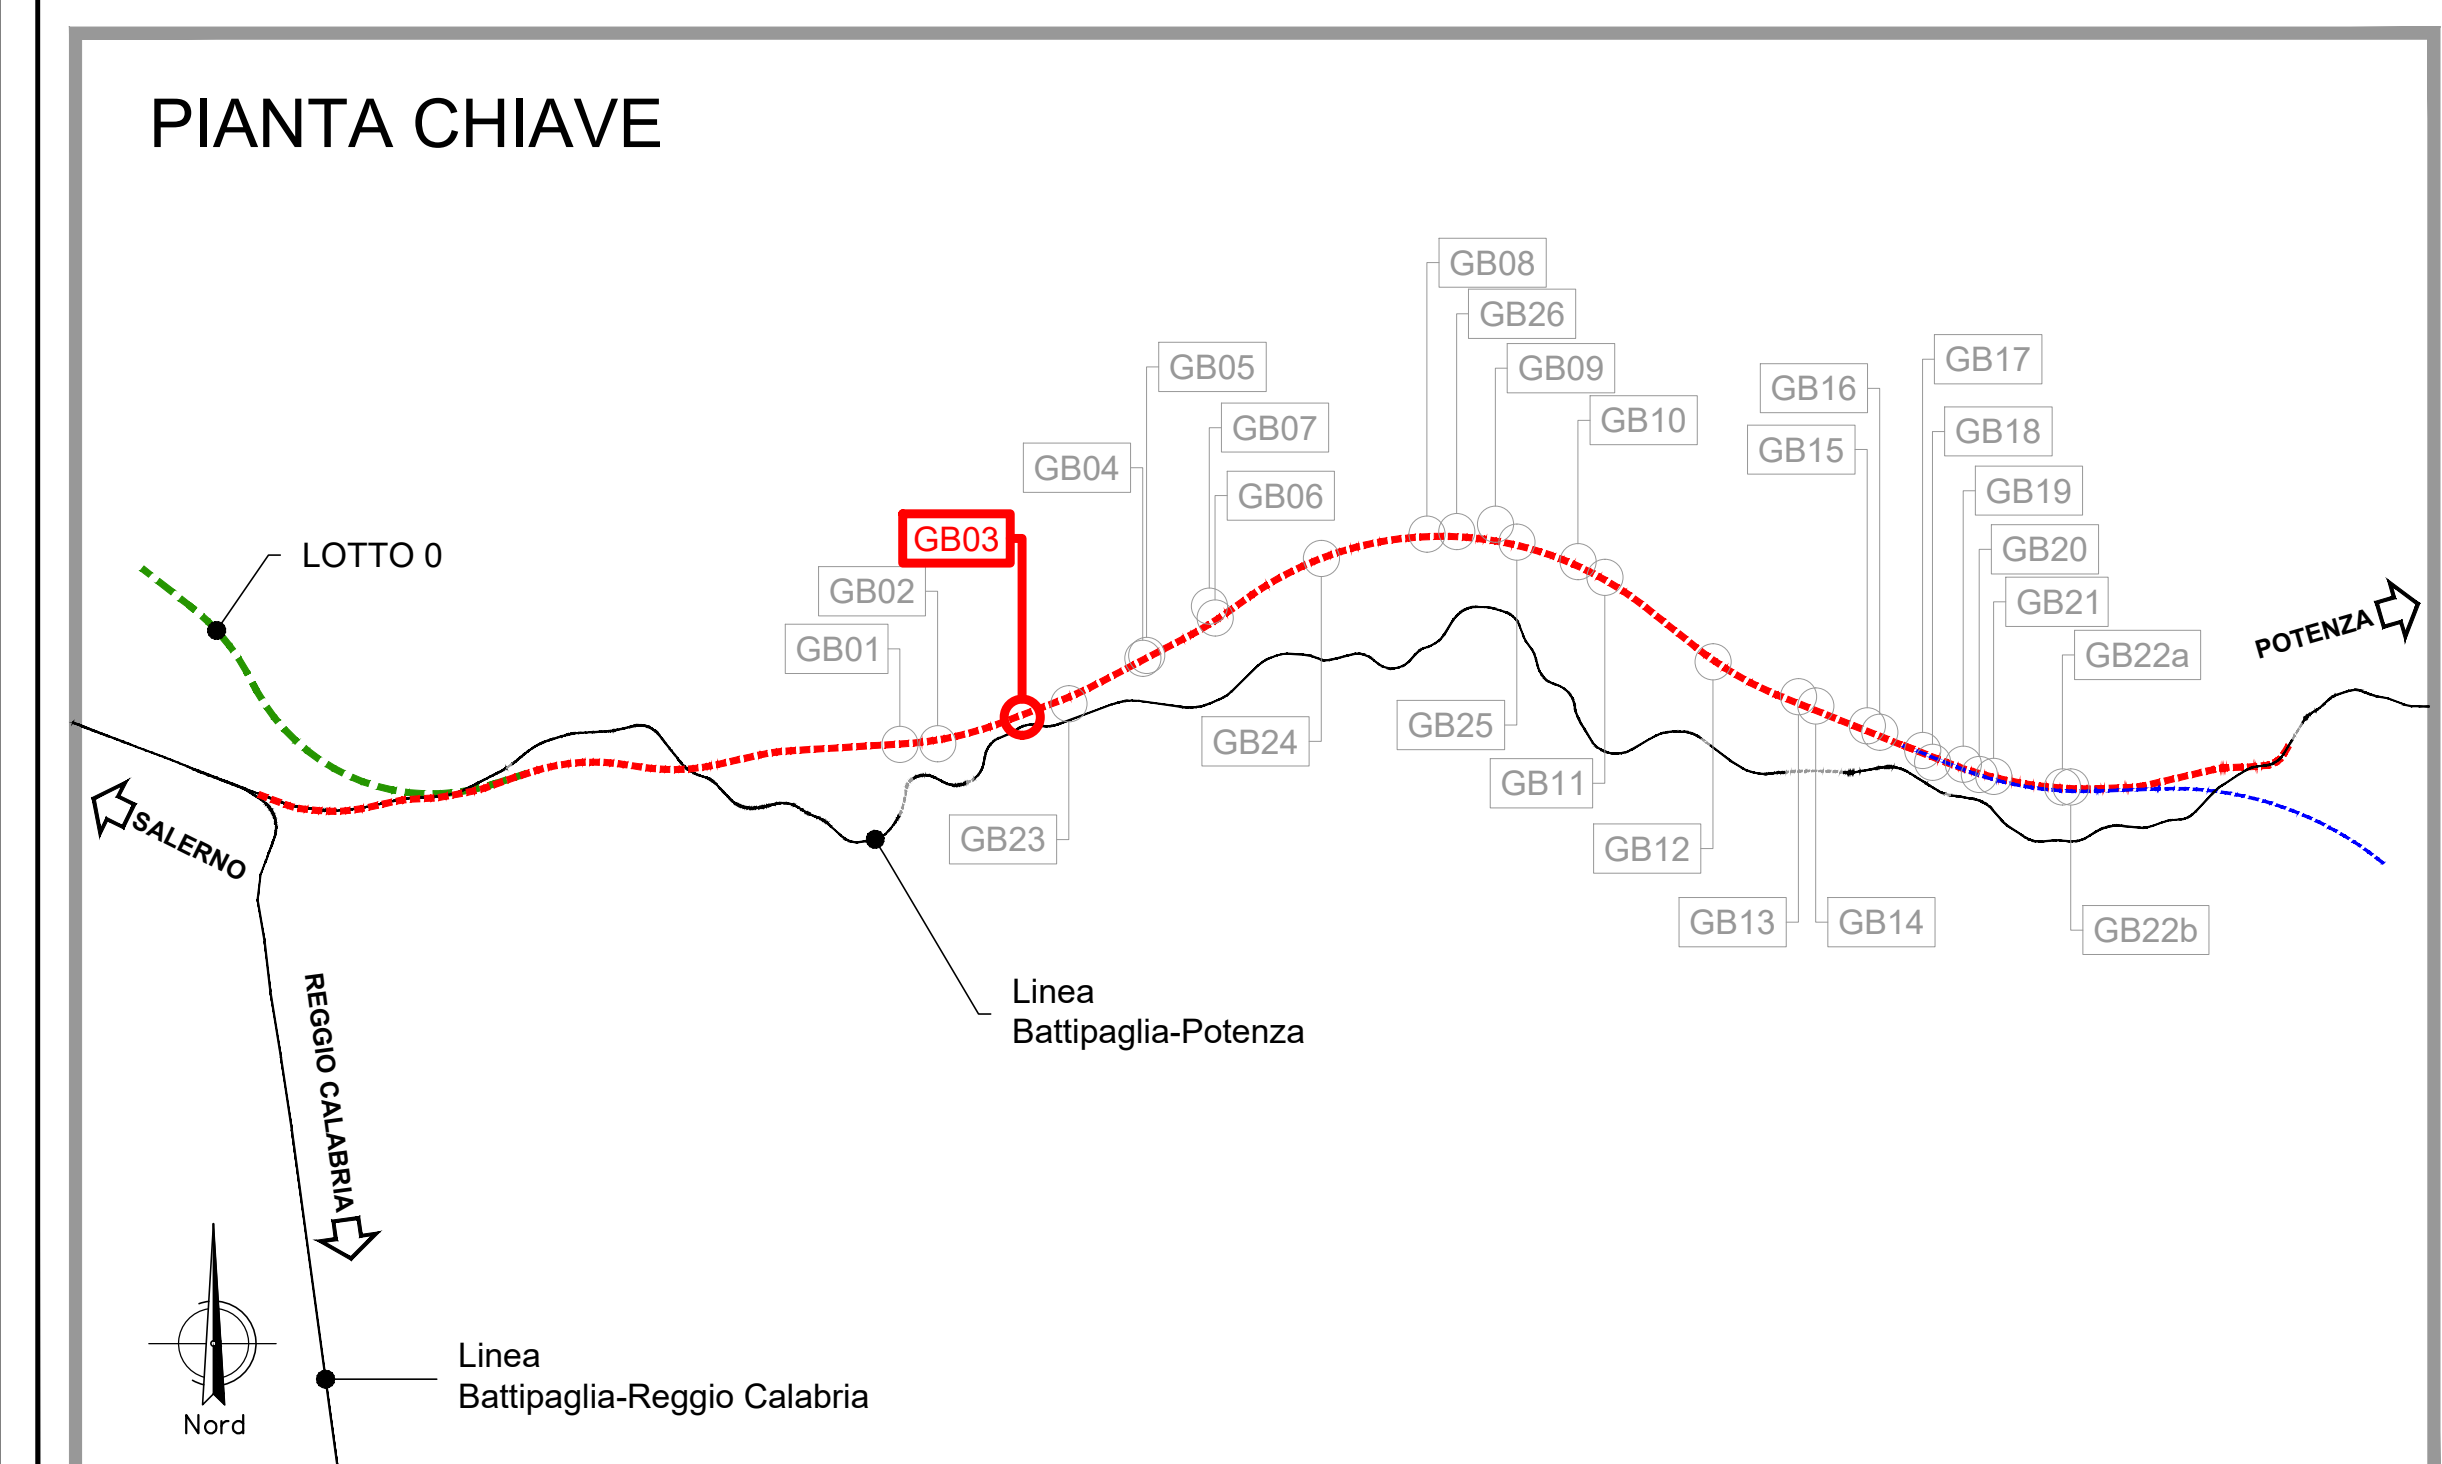 PIANTA CHIAVE
GB08
GB26
GB05
GB09
GB17
GB16
GB07
GB10
GB18
GB04
GB15
GB06
GB19
GB03
LOTTO 0
GB20
GB02
GB21
POTENZA
GB01
GB22a
GB25
GB24
GB11
SALERNO
GB23
GB12
GB13
GB14
GB22b
REGGIO CALABRIA
Linea
Battipaglia-Potenza
Linea
Battipaglia-Reggio Calabria
Nord